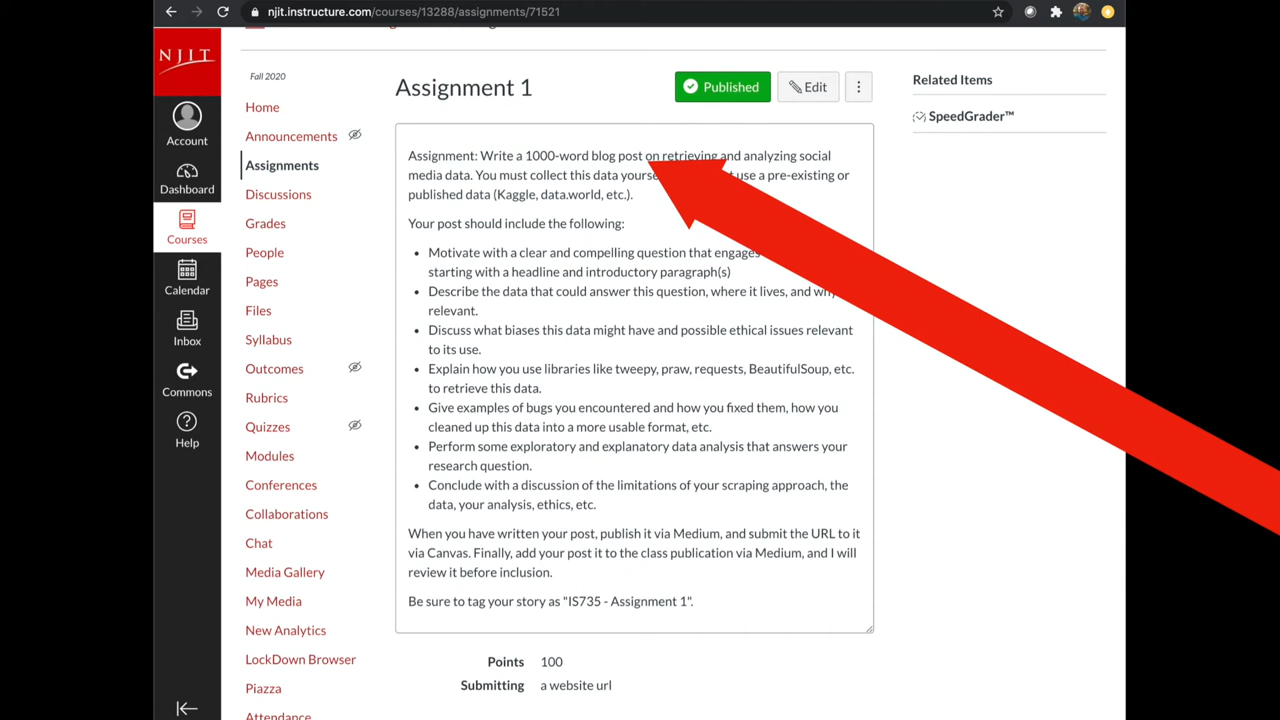 njit.instructure.com/courses/13288/assignments/71521
NJIT
Account
Dashboard
Courses
Calendar
Inbox
Commons
Help
Fall 2020
Home
Announcements
Assignments
Discussions
Grades
People
Pages
Files
Syllabus
Outcomes
Rubrics
Quizzes
Modules
Conferences
Collaborations
Chat
Media Gallery
My Media
New Analytics
LockDown Browser
Piazza
Attendance
Assignment 1
Published
Edit
Assignment: Write a 1000-word blog post on retrieving and analyzing social
media data. You must collect this data use a pre-existing or
published data (Kaggle, data.world, etc.).
Your post should include the following:
• Motivate with a clear and compelling question that engages
starting with a headline and introductory paragraph(s)
• Describe the data that could answer this question, where it lives, and why
relevant.
• Discuss what biases this data might have and possible ethical issues relevant
to its use.
• Explain how you use libraries like tweepy, praw, requests, BeautifulSoup, etc.
to retrieve this data.
• Give examples of bugs you encountered and how you fixed them, how you
cleaned up this data into a more usable format, etc.
• Perform some exploratory and explanatory data analysis that answers your
research question.
• Conclude with a discussion of the limitations of your scraping approach, the
data, your analysis, ethics, etc.
When you have written your post, publish it via Medium, and submit the URL to it
via Canvas. Finally, add your post it to the class publication via Medium, and I will
review it before inclusion.
Be sure to tag your story as "IS735 - Assignment 1".
Points 100
Submitting a website url
Related Items
SpeedGrader™